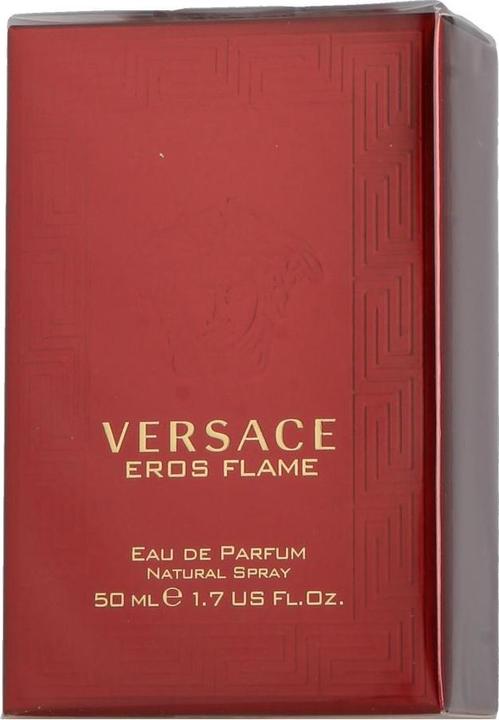 VERSACE
EROS FLAME
EAU DE PARFUM
NATURAL SPRAY
50 ML ℮ 1.7 US FL.OZ.